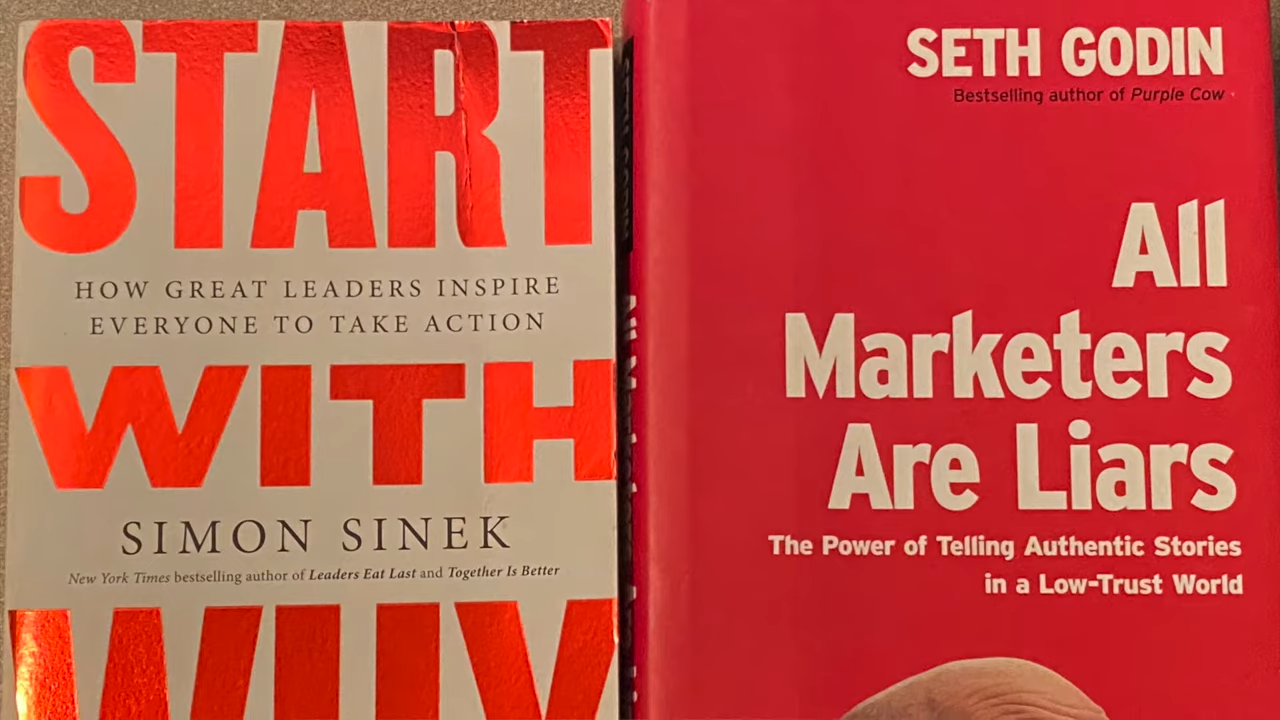 START
HOW GREAT LEADERS INSPIRE
EVERYONE TO TAKE ACTION
WITH
SIMON SINEK
New York Times bestselling author of Leaders Eat Last and Together Is Better
WHY
SETH GODIN
Bestselling author of Purple Cow
All
Marketers
Are Liars
The Power of Telling Authentic Stories
in a Low-Trust World